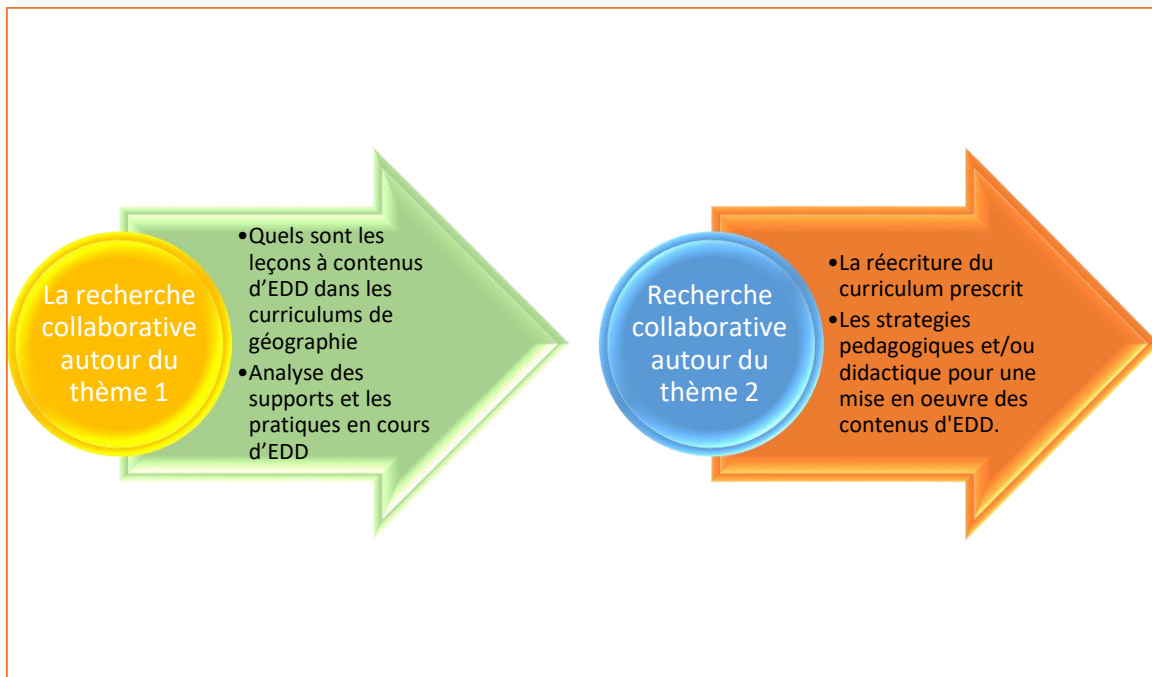 La recherche
collaborative
autour du
thème 1
•Quels sont les
leçons à contenus
d’EDD dans les
curriculums de
géographie
•Analyse des
supports et les
pratiques en cours
d’EDD
Recherche
collaborative
autour du
thème 2
•La réecriture du
curriculum prescrit
•Les strategies
pedagogiques et/ou
didactique pour une
mise en oeuvre des
contenus d'EDD.